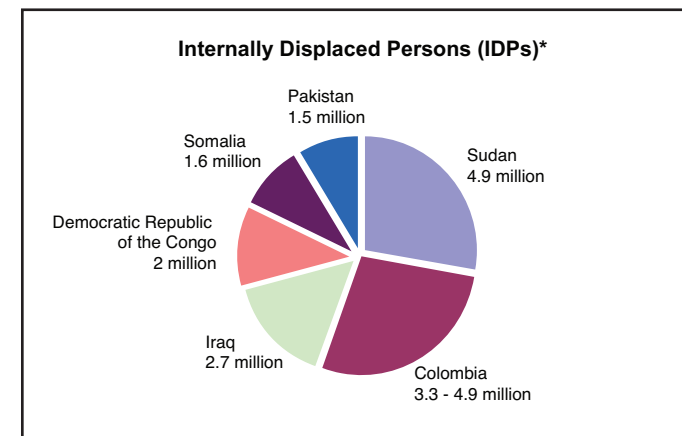 Internally Displaced Persons (IDPs)*
Pakistan
1.5 million
Sudan
4.9 million
Somalia
1.6 million
Democratic Republic
of the Congo
2 million
Iraq
2.7 million
Colombia
3.3 - 4.9 million